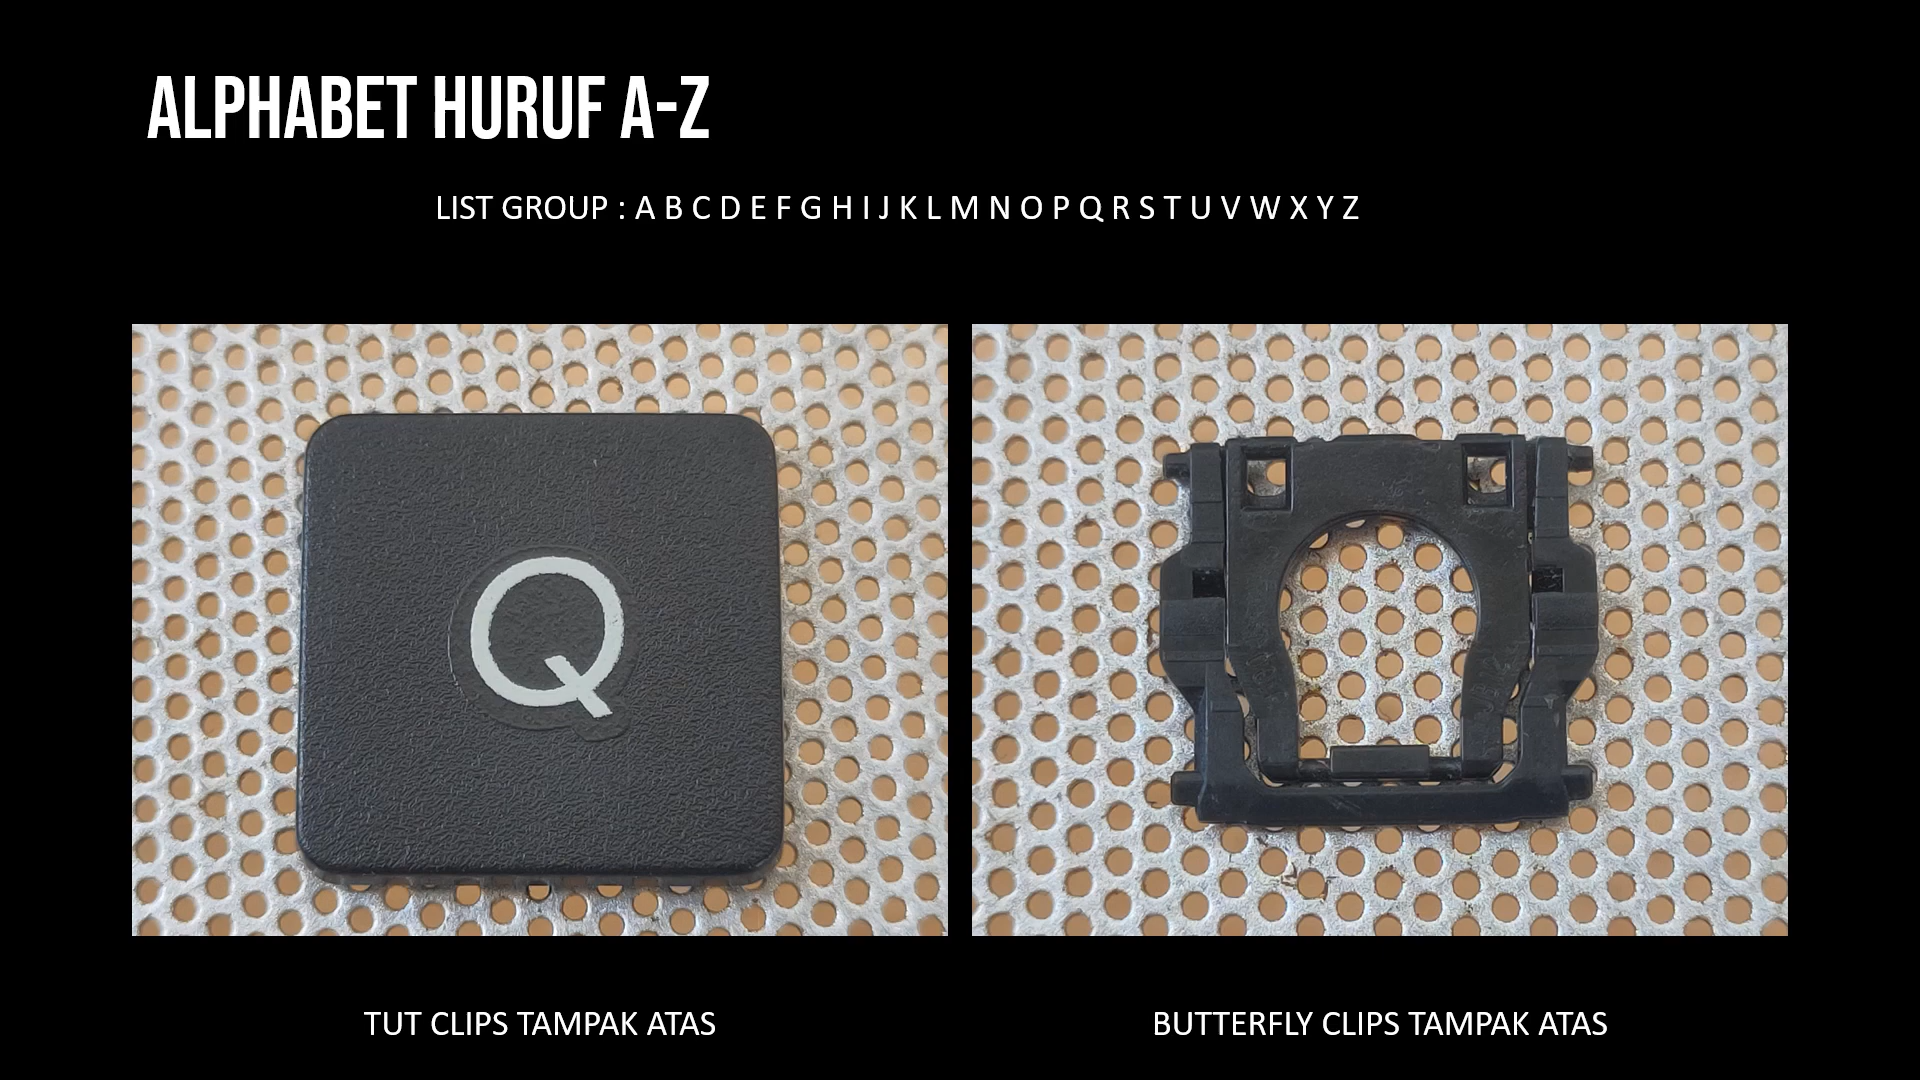 ALPHABET HURUF A-Z
LIST GROUP : A B C D E F G H I J K L M N O P Q R S T U V W X Y Z
Q
TUT CLIPS TAMPAK ATAS
BUTTERFLY CLIPS TAMPAK ATAS